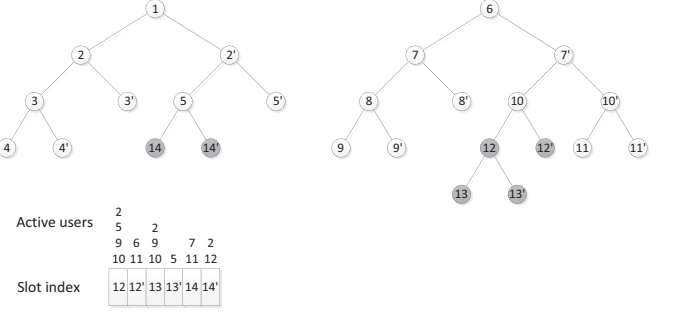 1 6
2 2' 7 7'
3 3' 5 5' 8 8' 10 10'
4 4' 14 14' 9 9' 12 12' 11 11'
13 13'
2
5 2
Active users
9 6 9 7 2
10 11 10 5 11 12
Slot index 12 12' 13 13' 14 14'